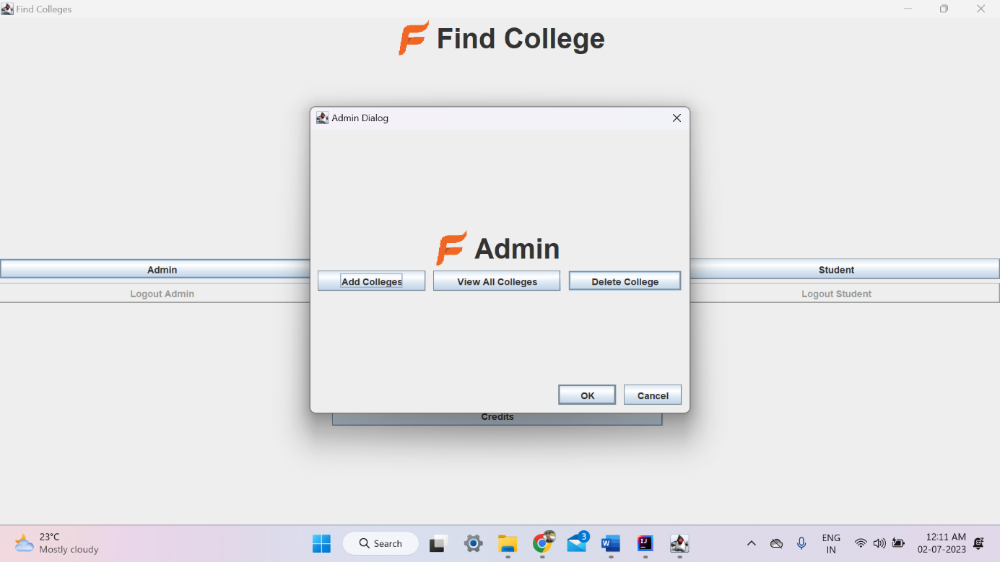 Find Colleges
Find College
Admin Dialog
Admin
Add Colleges
View All Colleges
Delete College
Admin
Student
Logout Admin
Logout Student
OK
Cancel
Credits
23°C
Mostly cloudy
Search
3
W
IJ
ENG
IN
12:11 AM
02-07-2023